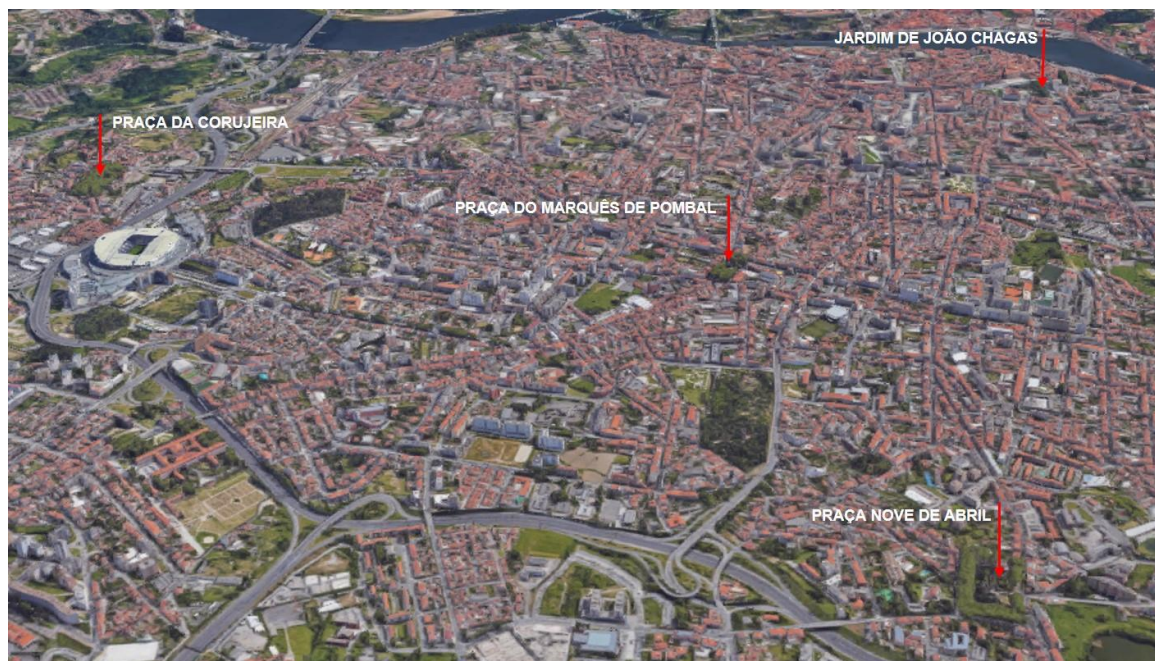 JARDIM DE JOÃO CHAGAS
PRAÇA DA CORUJEIRA
PRAÇA DO MARQUÊS DE POMBAL
PRAÇA NOVE DE ABRIL